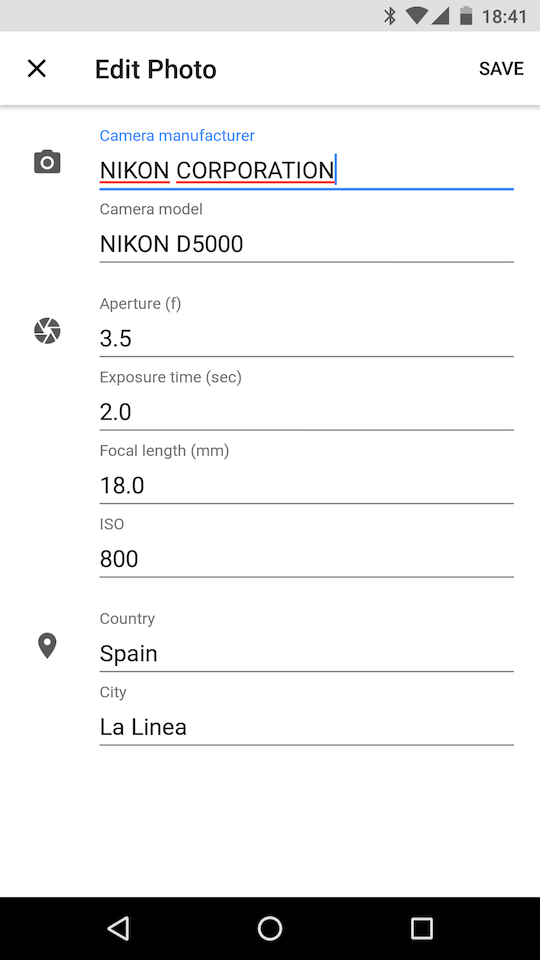 18:41
Edit Photo
SAVE
Camera manufacturer
NIKON CORPORATION
Camera model
NIKON D5000
Aperture (f)
3.5
Exposure time (sec)
2.0
Focal length (mm)
18.0
ISO
800
Country
Spain
City
La Linea